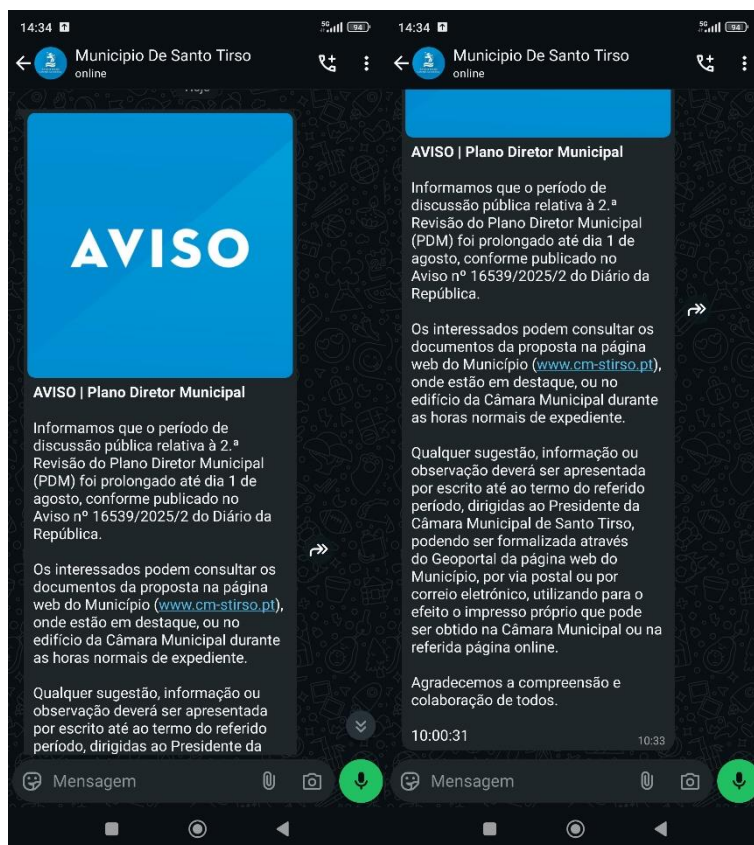 14:34
5G 94
Municipio De Santo Tirso
online
Hoje
AVISO
AVISO | Plano Diretor Municipal
Informamos que o período de
discussão pública relativa à 2.ª
Revisão do Plano Diretor Municipal
(PDM) foi prolongado até dia 1 de
agosto, conforme publicado no
Aviso nº 16539/2025/2 do Diário da
República.
Os interessados podem consultar os
documentos da proposta na página
web do Município (www.cm-stirso.pt),
onde estão em destaque, ou no
edifício da Câmara Municipal durante
as horas normais de expediente.
Qualquer sugestão, informação ou
observação deverá ser apresentada
por escrito até ao termo do referido
período, dirigidas ao Presidente da
Mensagem
14:34
5G 94
Municipio De Santo Tirso
online
AVISO | Plano Diretor Municipal
Informamos que o período de
discussão pública relativa à 2.ª
Revisão do Plano Diretor Municipal
(PDM) foi prolongado até dia 1 de
agosto, conforme publicado no
Aviso nº 16539/2025/2 do Diário da
República.
Os interessados podem consultar os
documentos da proposta na página
web do Município (www.cm-stirso.pt),
onde estão em destaque, ou no
edifício da Câmara Municipal durante
as horas normais de expediente.
Qualquer sugestão, informação ou
observação deverá ser apresentada
por escrito até ao termo do referido
período, dirigidas ao Presidente da
Câmara Municipal de Santo Tirso,
podendo ser formalizada através
do Geoportal da página web do
Município, por via postal ou por
correio eletrónico, utilizando para o
efeito o impresso próprio que pode
ser obtido na Câmara Municipal ou na
referida página online.
Agradecemos a compreensão e
colaboração de todos.
10:00:31
10:33
Mensagem